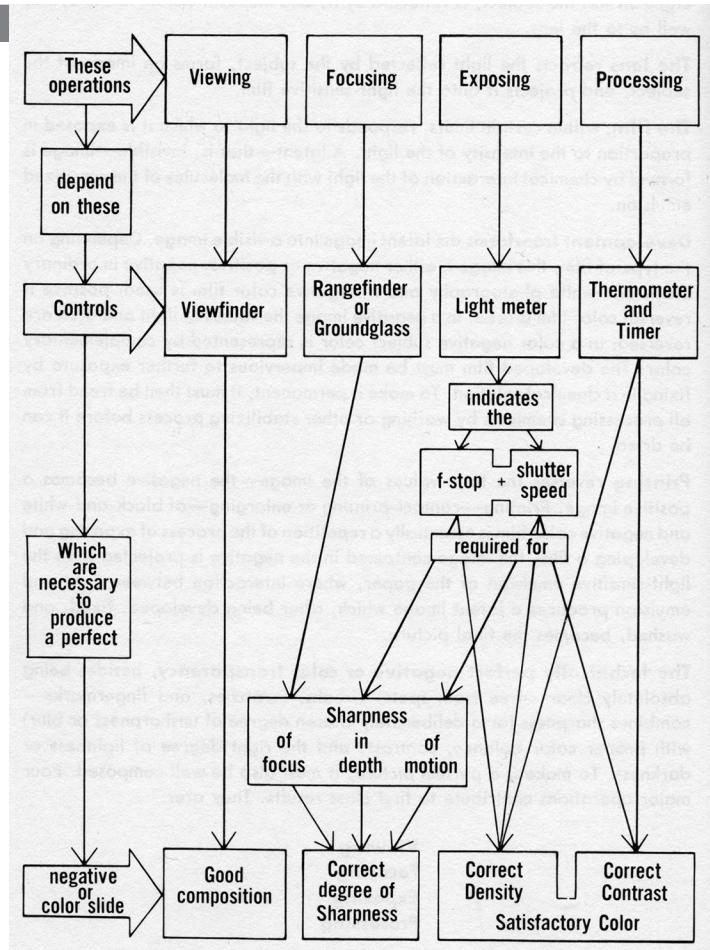 These
operations
Viewing
Focusing
Exposing
Processing
depend
on these
Controls
Viewfinder
Rangefinder
or
Groundglass
Light meter
Thermometer
and
Timer
indicates
the
f-stop + shutter
speed
required for
Which
are
necessary
to
produce
a perfect
Sharpness
of in of
focus depth motion
negative
or
color slide
Good
composition
Correct
degree of
Sharpness
Correct
Density
Correct
Contrast
Satisfactory Color